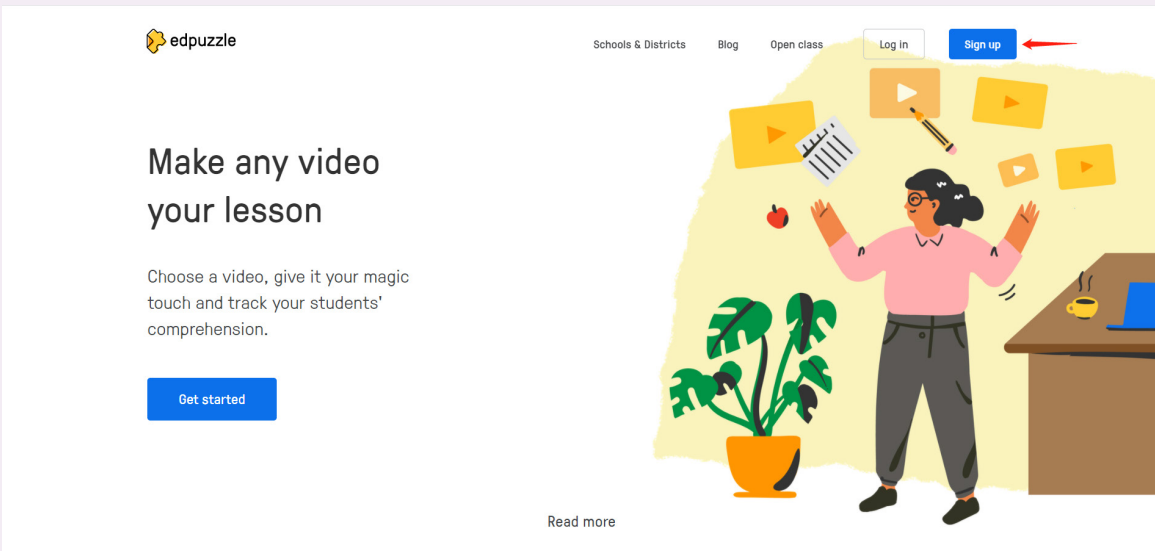 edpuzzle
Schools & Districts Blog Open class Log in Sign up
Make any video
your lesson
Choose a video, give it your magic
touch and track your students'
comprehension.
Get started
Read more